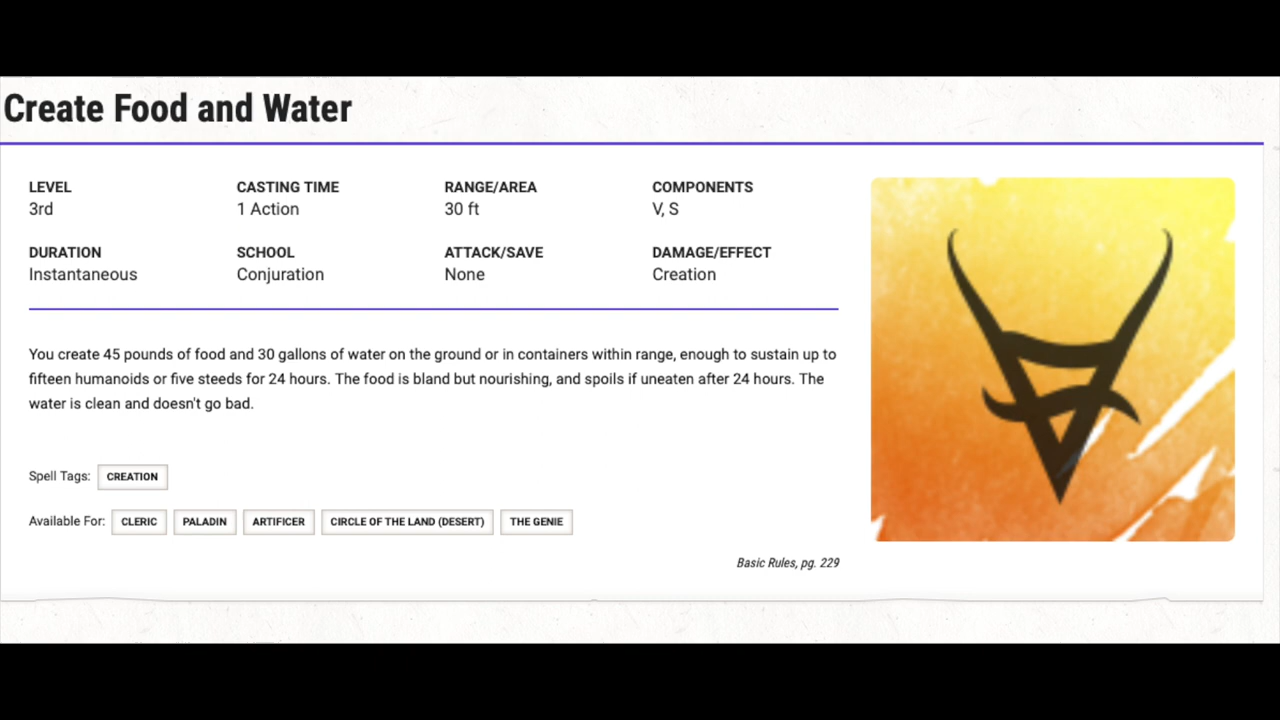 Create Food and Water
LEVEL
3rd
CASTING TIME
1 Action
RANGE/AREA
30 ft
COMPONENTS
V, S
DURATION
Instantaneous
SCHOOL
Conjuration
ATTACK/SAVE
None
DAMAGE/EFFECT
Creation
You create 45 pounds of food and 30 gallons of water on the ground or in containers within range, enough to sustain up to
fifteen humanoids or five steeds for 24 hours. The food is bland but nourishing, and spoils if uneaten after 24 hours. The
water is clean and doesn't go bad.
Spell Tags: CREATION
Available For: CLERIC PALADIN ARTIFICER CIRCLE OF THE LAND (DESERT) THE GENIE
Basic Rules, pg. 229